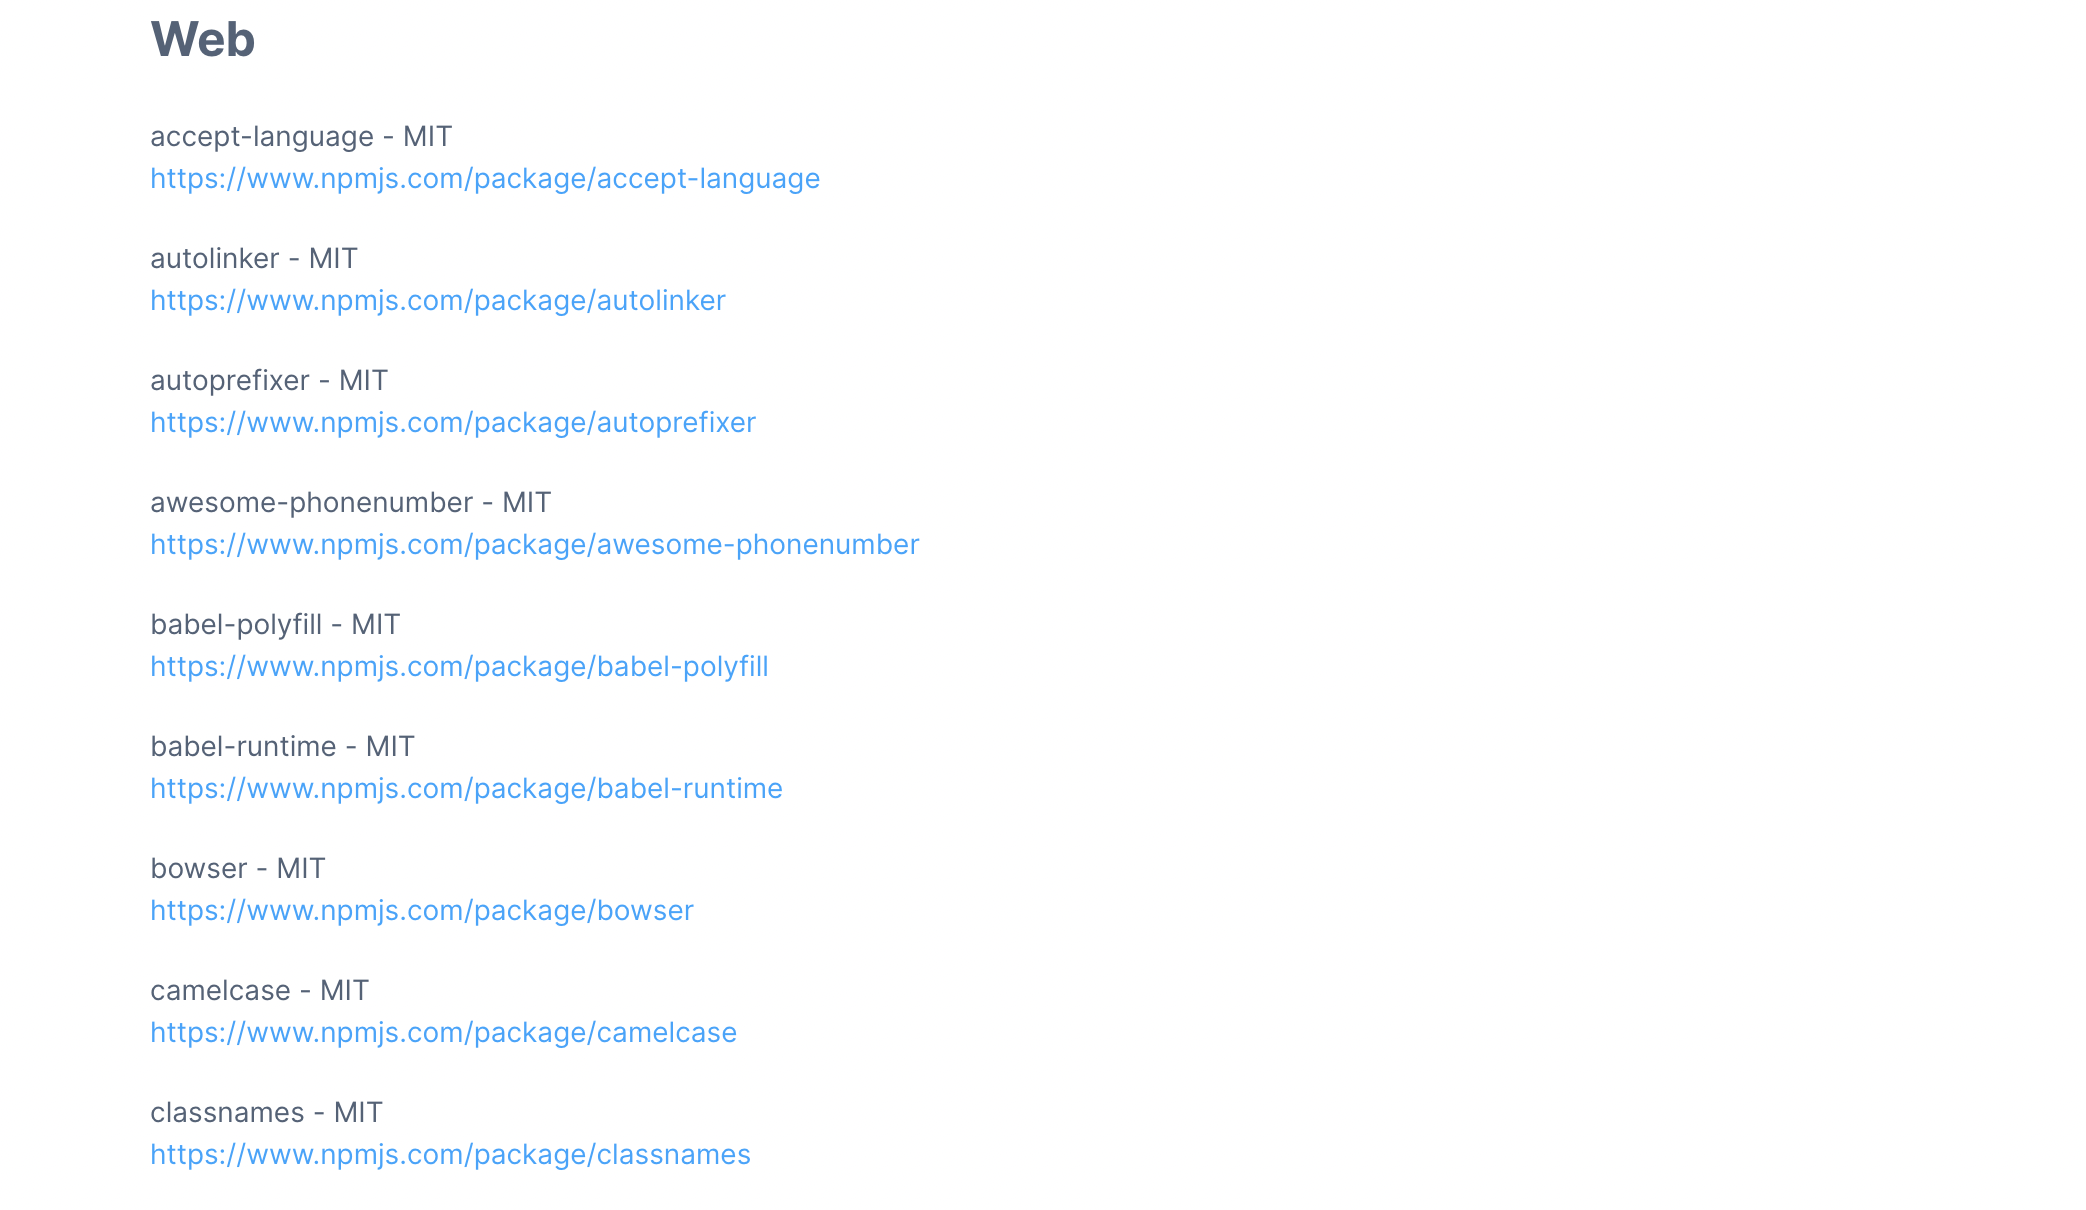 Web
accept-language - MIT
https://www.npmjs.com/package/accept-language
autolinker - MIT
https://www.npmjs.com/package/autolinker
autoprefixer - MIT
https://www.npmjs.com/package/autoprefixer
awesome-phonenumber - MIT
https://www.npmjs.com/package/awesome-phonenumber
babel-polyfill - MIT
https://www.npmjs.com/package/babel-polyfill
babel-runtime - MIT
https://www.npmjs.com/package/babel-runtime
bowser - MIT
https://www.npmjs.com/package/bowser
camelcase - MIT
https://www.npmjs.com/package/camelcase
classnames - MIT
https://www.npmjs.com/package/classnames